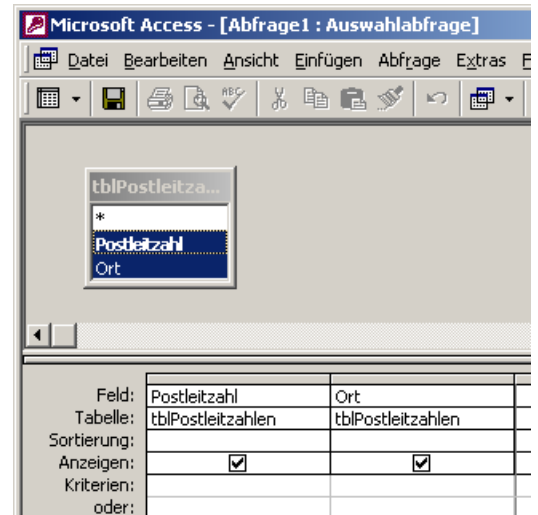 Microsoft Access - [Abfrage1 : Auswahlabfrage]
Datei Bearbeiten Ansicht Einfügen Abfrage Extras F
ABC
tblPostleitza...
*
Postleitzahl
Ort
Feld: Postleitzahl Ort
Tabelle: tblPostleitzahlen tblPostleitzahlen
Sortierung:
Anzeigen:
Kriterien:
oder: